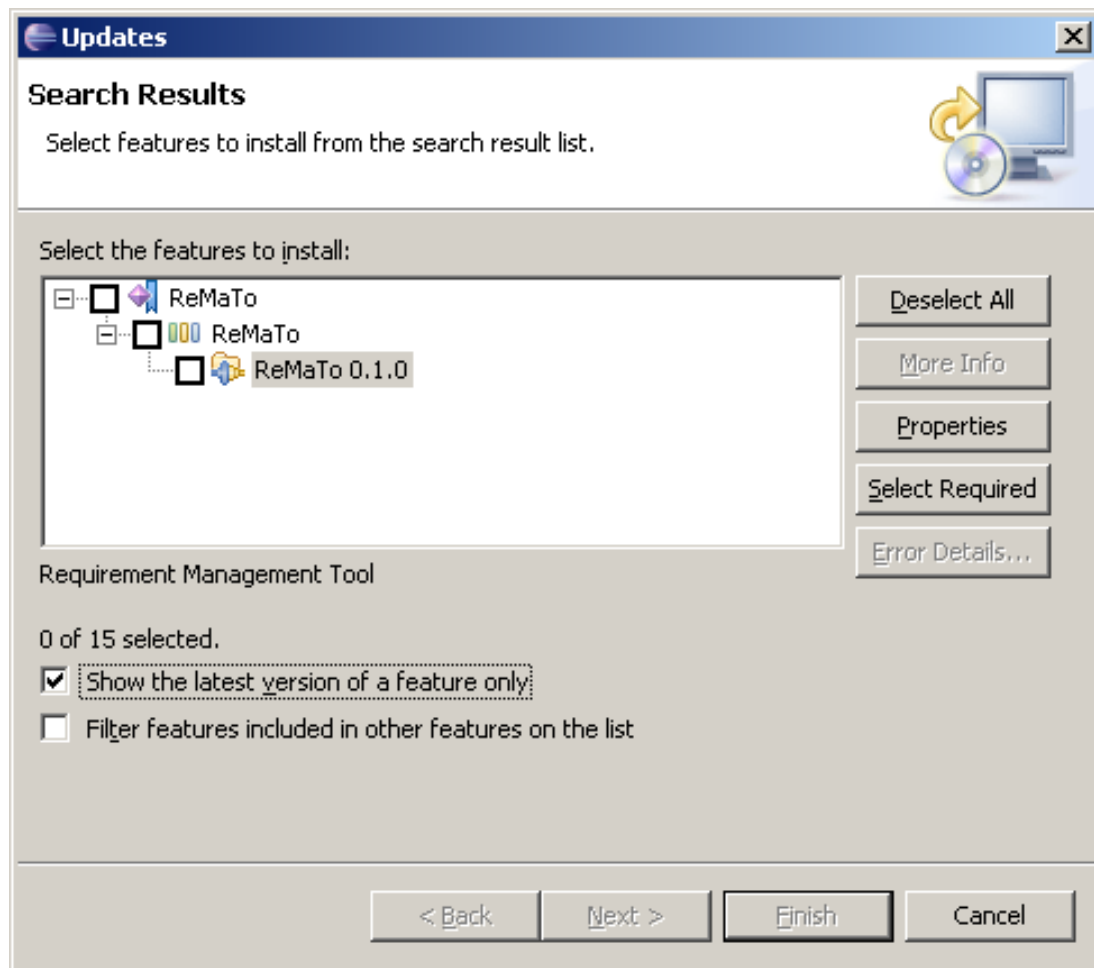 Updates
Search Results
Select features to install from the search result list.
Select the features to install:
ReMaTo
ReMaTo
ReMaTo 0.1.0
Deselect All
More Info
Properties
Select Required
Error Details...
Requirement Management Tool
0 of 15 selected.
Show the latest version of a feature only
Filter features included in other features on the list
< Back
Next >
Finish
Cancel